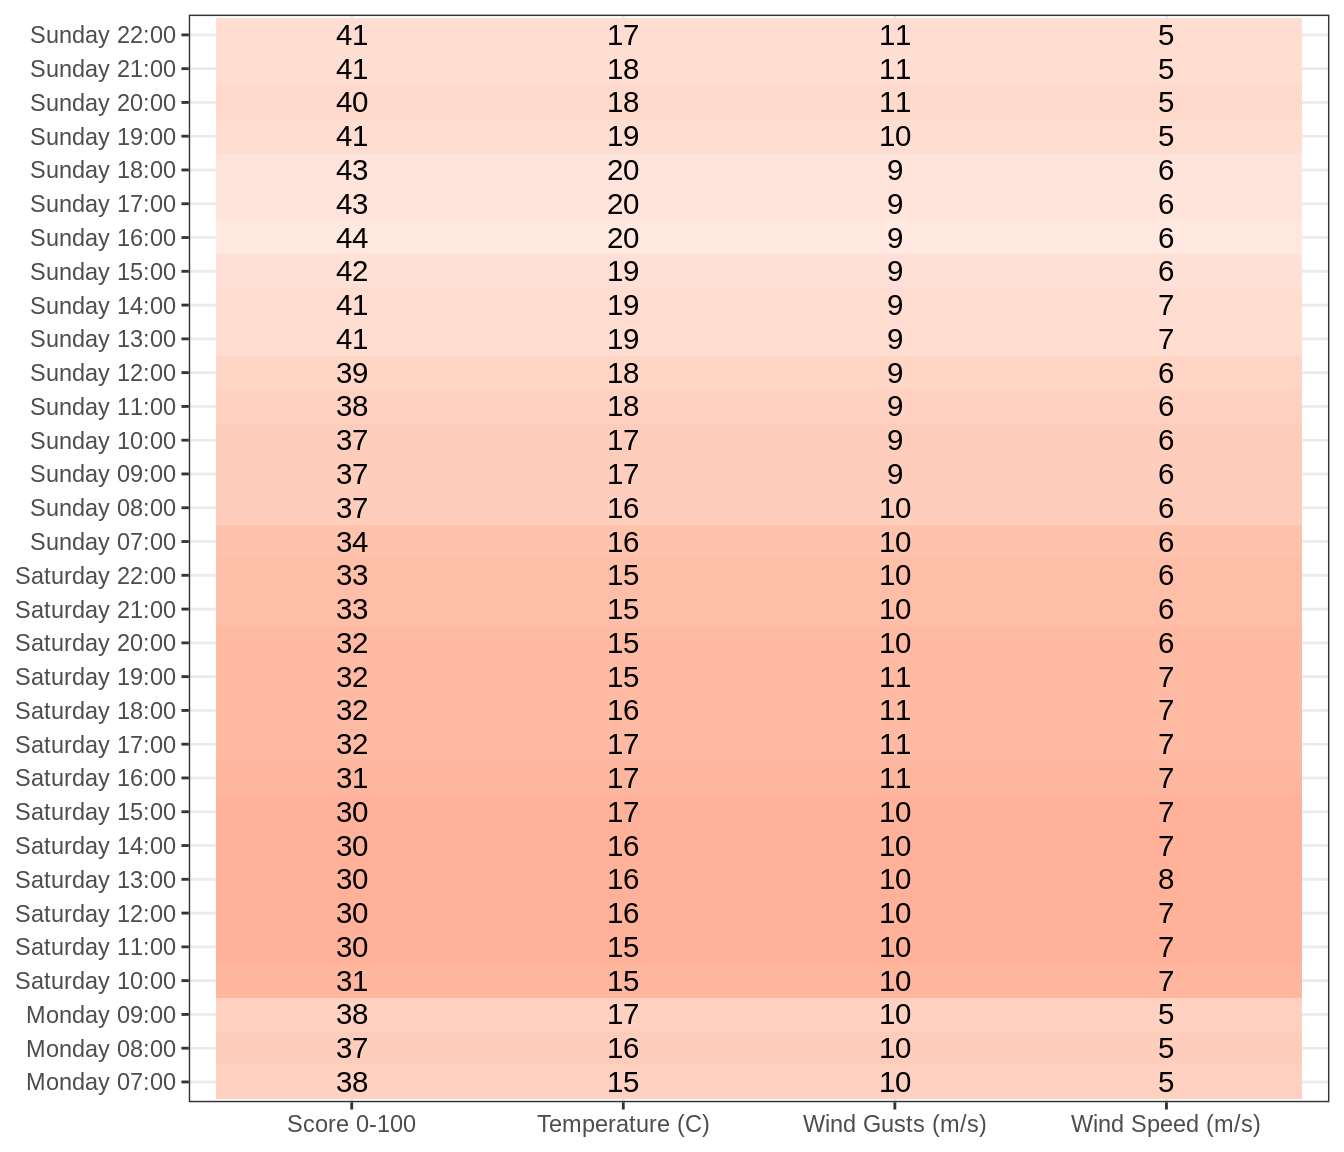 Sunday 22:00 41 17 11 5
Sunday 21:00 41 18 11 5
Sunday 20:00 40 18 11 5
Sunday 19:00 41 19 10 5
Sunday 18:00 43 20 9 6
Sunday 17:00 43 20 9 6
Sunday 16:00 44 20 9 6
Sunday 15:00 42 19 9 6
Sunday 14:00 41 19 9 7
Sunday 13:00 41 19 9 7
Sunday 12:00 39 18 9 6
Sunday 11:00 38 18 9 6
Sunday 10:00 37 17 9 6
Sunday 09:00 37 17 9 6
Sunday 08:00 37 16 10 6
Sunday 07:00 34 16 10 6
Saturday 22:00 33 15 10 6
Saturday 21:00 33 15 10 6
Saturday 20:00 32 15 10 6
Saturday 19:00 32 15 11 7
Saturday 18:00 32 16 11 7
Saturday 17:00 32 17 11 7
Saturday 16:00 31 17 11 7
Saturday 15:00 30 17 10 7
Saturday 14:00 30 16 10 7
Saturday 13:00 30 16 10 8
Saturday 12:00 30 16 10 7
Saturday 11:00 30 15 10 7
Saturday 10:00 31 15 10 7
Monday 09:00 38 17 10 5
Monday 08:00 37 16 10 5
Monday 07:00 38 15 10 5
Score 0-100 Temperature (C) Wind Gusts (m/s) Wind Speed (m/s)